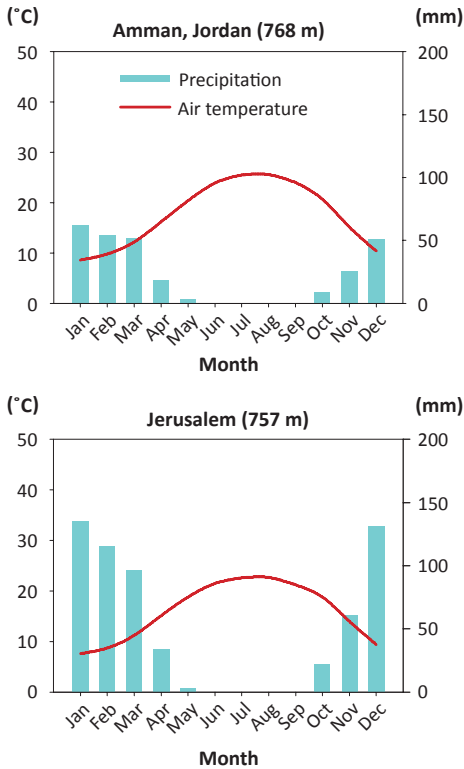 (˚C)
Amman, Jordan (768 m)
(mm)
50
200
Precipitation
Air temperature
40
150
30
100
20
50
10
0
0
Jan Feb Mar Apr May Jun Jul Aug Sep Oct Nov Dec
Month
(˚C)
Jerusalem (757 m)
(mm)
50
200
40
150
30
100
20
50
10
0
0
Jan Feb Mar Apr May Jun Jul Aug Sep Oct Nov Dec
Month